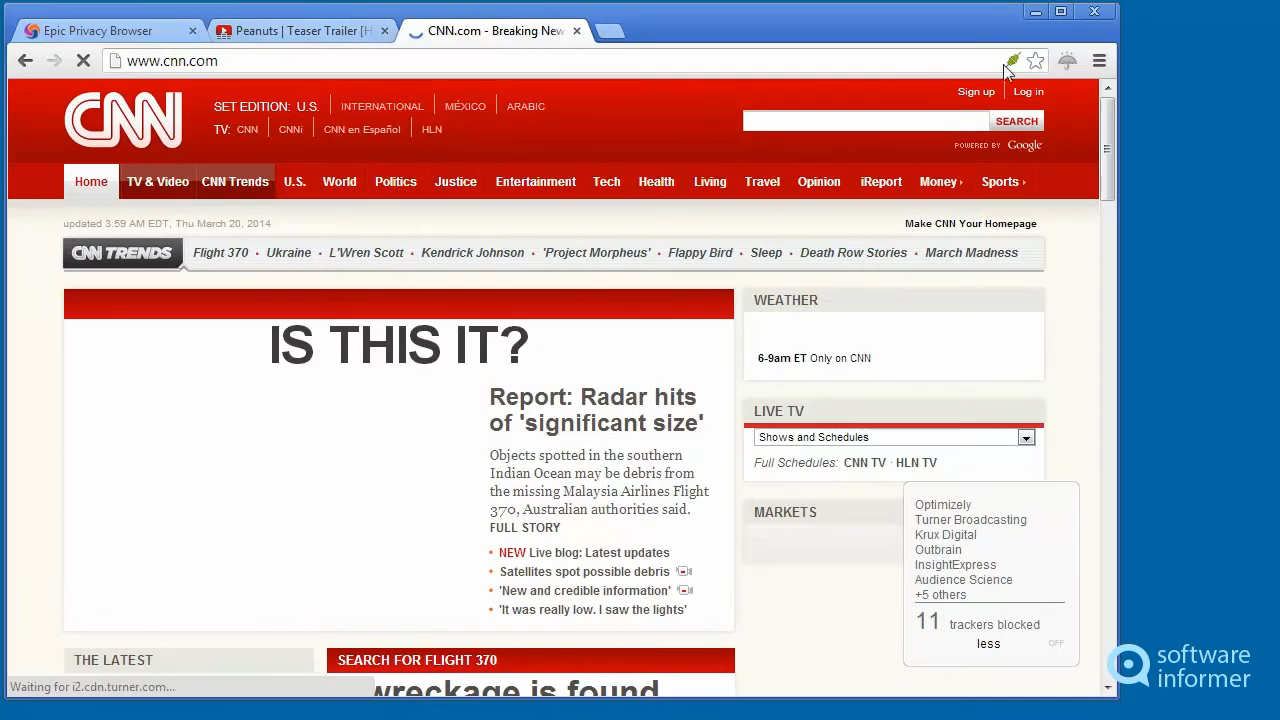 Epic Privacy Browser
Peanuts | Teaser Trailer [H
CNN.com - Breaking New
www.cnn.com
Sign up
Log in
CNN
SET EDITION: U.S.
INTERNATIONAL
MÉXICO
ARABIC
TV:
CNN
CNNi
CNN en Español
HLN
SEARCH
POWERED BY Google
Home
TV & Video
CNN Trends
U.S.
World
Politics
Justice
Entertainment
Tech
Health
Living
Travel
Opinion
iReport
Money
Sports
updated 3:59 AM EDT, Thu March 20, 2014
Make CNN Your Homepage
CNN TRENDS
Flight 370 • Ukraine • L'Wren Scott • Kendrick Johnson • 'Project Morpheus' • Flappy Bird • Sleep • Death Row Stories • March Madness
IS THIS IT?
Report: Radar hits
of 'significant size'
Objects spotted in the southern
Indian Ocean may be debris from
the missing Malaysia Airlines Flight
370, Australian authorities said.
FULL STORY
• NEW Live blog: Latest updates
• Satellites spot possible debris
• 'New and credible information'
• 'It was really low. I saw the lights'
WEATHER
6-9am ET Only on CNN
LIVE TV
Shows and Schedules
Full Schedules: CNN TV · HLN TV
MARKETS
Optimizely
Turner Broadcasting
Krux Digital
Outbrain
InsightExpress
Audience Science
+5 others
11 trackers blocked
less
OFF
THE LATEST
SEARCH FOR FLIGHT 370
wreckage is found
Waiting for i2.cdn.turner.com...
software
informer